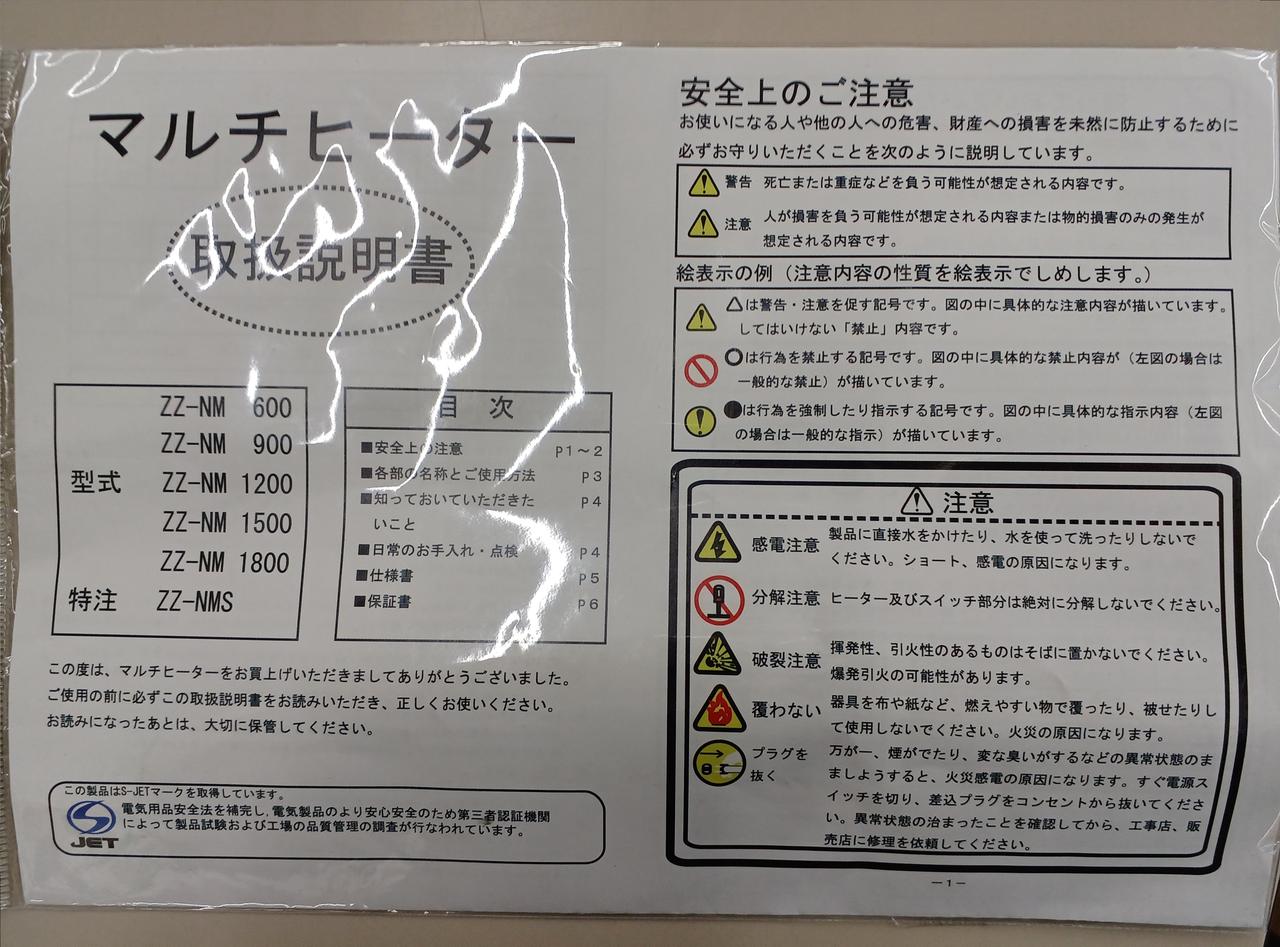 マルチヒーター
取扱説明書
ZZ-NM 600
ZZ-NM 900
型式 ZZ-NM 1200
ZZ-NM 1500
ZZ-NM 1800
特注 ZZ-NMS
目 次
■安全上の注意 P1～2
■各部の名称とご使用方法 P3
■知っておいていただきた P4
いこと
■日常のお手入れ・点検 P4
■仕様書 P5
■保証書 P6
この度は、マルチヒーターをお買上げいただきましてありがとうございました。
ご使用の前に必ずこの取扱説明書をお読みいただき、正しくお使いください。
お読みになったあとは、大切に保管してください。
この製品はS-JETマークを取得しています。
電気用品安全法を補完し,電気製品のより安心安全のため第三者認証機関
によって製品試験および工場の品質管理の調査が行なわれています。
JET
安全上のご注意
お使いになる人や他の人への危害、財産への損害を未然に防止するために
必ずお守りいただくことを次のように説明しています。
警告 死亡または重症などを負う可能性が想定される内容です。
注意 人が損害を負う可能性が想定される内容または物的損害のみの発生が
想定される内容です。
絵表示の例（注意内容の性質を絵表示でしめします。）
△は警告・注意を促す記号です。図の中に具体的な注意内容が描いています。
してはいけない「禁止」内容です。
○は行為を禁止する記号です。図の中に具体的な禁止内容が（左図の場合は
一般的な禁止）が描いています。
●は行為を強制したり指示する記号です。図の中に具体的な指示内容（左図
の場合は一般的な指示）が描いています。
注意
感電注意 製品に直接水をかけたり、水を使って洗ったりしないで
ください。ショート、感電の原因になります。
分解注意 ヒーター及びスイッチ部分は絶対に分解しないでください。
破裂注意 揮発性、引火性のあるものはそばに置かないでください。
爆発引火の可能性があります。
覆わない 器具を布や紙など、燃えやすい物で覆ったり、被せたりし
て使用しないでください。火災の原因になります。
プラグを 万が一、煙がでたり、変な臭いがするなどの異常状態のま
抜く ましようすると、火災感電の原因になります。すぐ電源ス
イッチを切り、差込プラグをコンセントから抜いてくださ
い。異常状態の治まったことを確認してから、工事店、販
売店に修理を依頼してください。
－1－